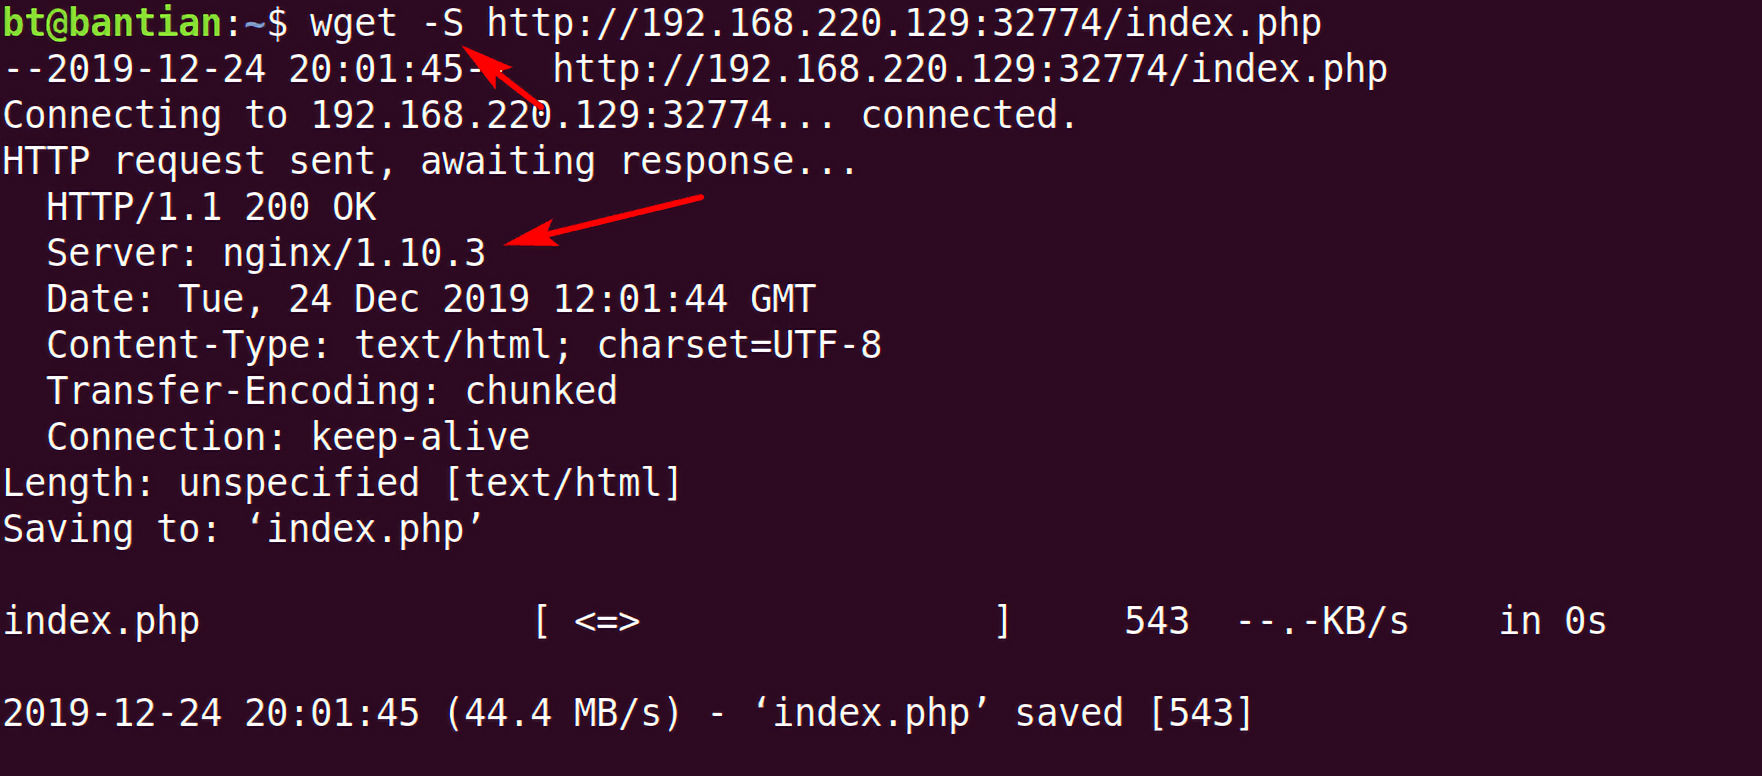 bt@bantian:~$ wget -S http://192.168.220.129:32774/index.php
--2019-12-24 20:01:45-- http://192.168.220.129:32774/index.php
Connecting to 192.168.220.129:32774... connected.
HTTP request sent, awaiting response...
HTTP/1.1 200 OK
Server: nginx/1.10.3
Date: Tue, 24 Dec 2019 12:01:44 GMT
Content-Type: text/html; charset=UTF-8
Transfer-Encoding: chunked
Connection: keep-alive
Length: unspecified [text/html]
Saving to: ‘index.php’
index.php [ <=> ] 543 --.-KB/s in 0s
2019-12-24 20:01:45 (44.4 MB/s) - ‘index.php’ saved [543]